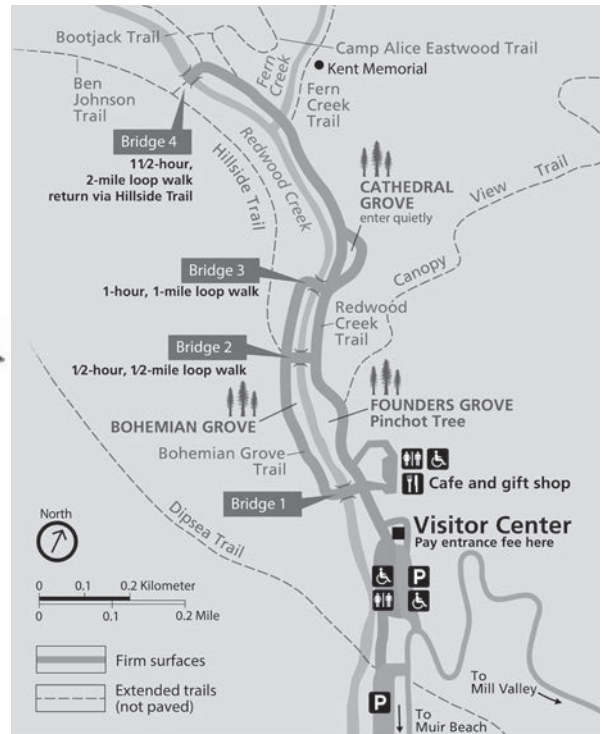 Bootjack Trail
Camp Alice Eastwood Trail
Kent Memorial
Fern
Creek
Ben
Johnson
Trail
Fern
Creek
Trail
Bridge 4
1 1/2-hour,
2-mile loop walk
return via Hillside Trail
Redwood Creek
Hillside Trail
CATHEDRAL
GROVE
enter quietly
View Trail
Canopy
Bridge 3
1-hour, 1-mile loop walk
Redwood
Creek
Trail
Bridge 2
1/2-hour, 1/2-mile loop walk
FOUNDERS GROVE
Pinchot Tree
BOHEMIAN GROVE
Bohemian Grove
Trail
Cafe and gift shop
Bridge 1
Visitor Center
Pay entrance fee here
Dipsea Trail
North
P
0 0.1 0.2 Kilometer
0 0.1 0.2 Mile
Firm surfaces
Extended trails
(not paved)
P
To
Mill Valley
To
Muir Beach